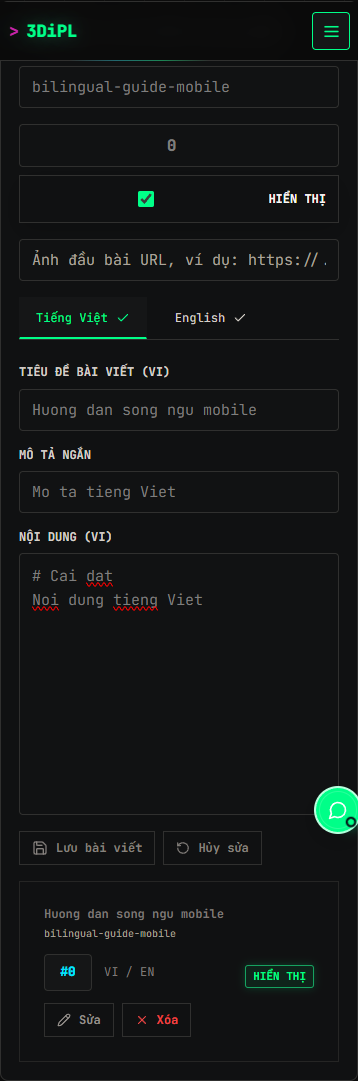 > 3DiPL
bilingual-guide-mobile
0
HIỂN THỊ
Ảnh đầu bài URL, ví dụ: https://.
Tiếng Việt ✓ English ✓
TIÊU ĐỀ BÀI VIẾT (VI)
Huong dan song ngu mobile
MÔ TẢ NGẮN
Mo ta tieng Viet
NỘI DUNG (VI)
# Cai dat
Noi dung tieng Viet
Lưu bài viết Hủy sửa
Huong dan song ngu mobile
bilingual-guide-mobile
#0 VI / EN HIỂN THỊ
Sửa Xóa